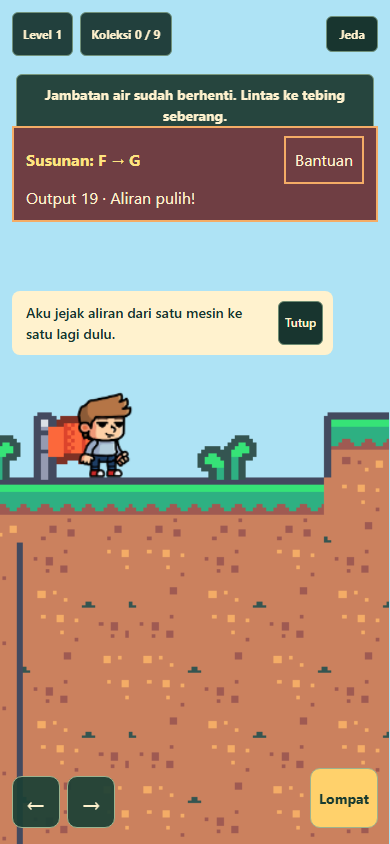 Level 1
Koleksi 0 / 9
Jeda
Jambatan air sudah berhenti. Lintas ke tebing
seberang.
Susunan: F → G
Bantuan
Output 19 · Aliran pulih!
Aku jejak aliran dari satu mesin ke
satu lagi dulu.
Tutup
←
→
Lompat